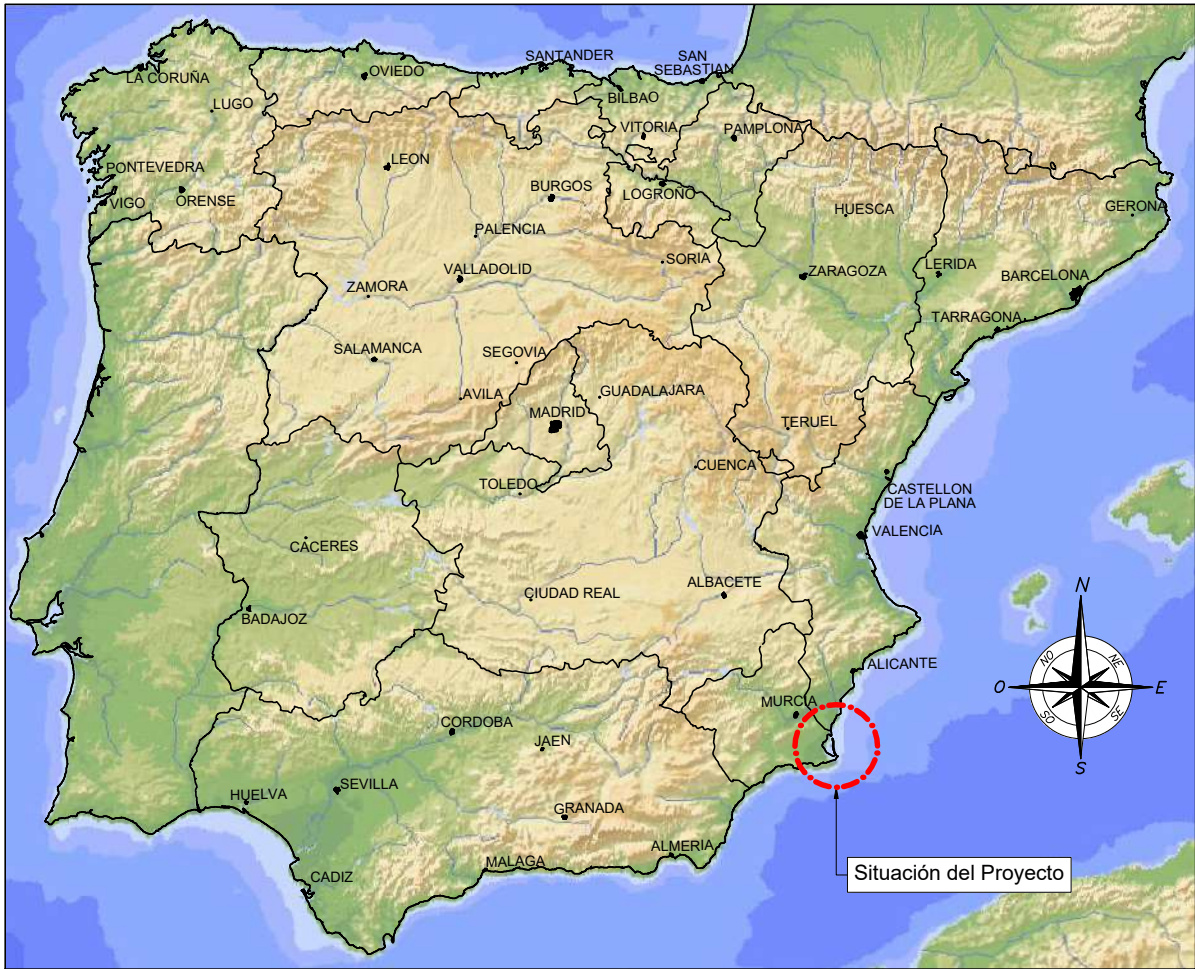 SANTANDER
SAN
SEBASTIAN
LA CORUÑA
OVIEDO
BILBAO
LUGO
VITORIA
PAMPLONA
PONTEVEDRA
LEON
ORENSE
BURGOS
LOGROÑO
VIGO
HUESCA
GERONA
PALENCIA
SORIA
VALLADOLID
ZARAGOZA
LERIDA
BARCELONA
ZAMORA
TARRAGONA
SALAMANCA
SEGOVIA
AVILA
GUADALAJARA
MADRID
TERUEL
CUENCA
TOLEDO
CASTELLON
DE LA PLANA
VALENCIA
CACERES
CIUDAD REAL
ALBACETE
BADAJOZ
ALICANTE
MURCIA
CORDOBA
JAEN
HUELVA
SEVILLA
GRANADA
MALAGA
ALMERIA
CADIZ
N
NO
NE
O
E
SO
SE
S
Situación del Proyecto